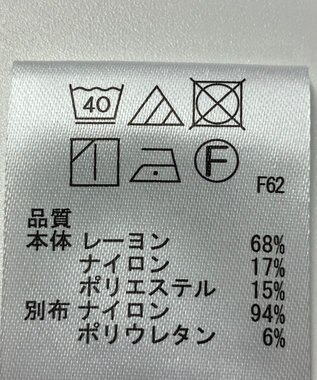 40
F
F62
品質
本体 レーヨン 68%
ナイロン 17%
ポリエステル 15%
別布 ナイロン 94%
ポリウレタン 6%